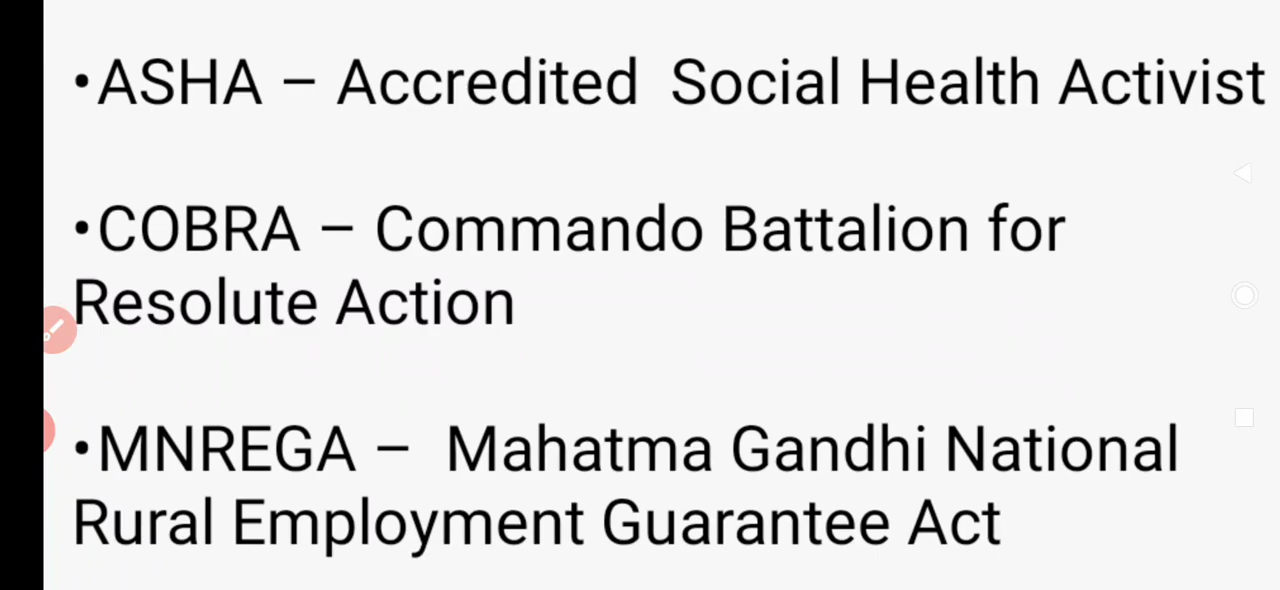 •ASHA – Accredited  Social Health Activist
•COBRA – Commando Battalion for
Resolute Action
•MNREGA –  Mahatma Gandhi National
Rural Employment Guarantee Act